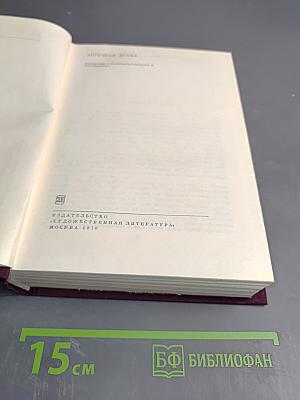 АНТИЧНАЯ ДРАМА
ИЗДАТЕЛЬСТВО
«ХУДОЖЕСТВЕННАЯ ЛИТЕРАТУРА»
МОСКВА · 1970
15 СМ
БФ БИБЛИОФАН